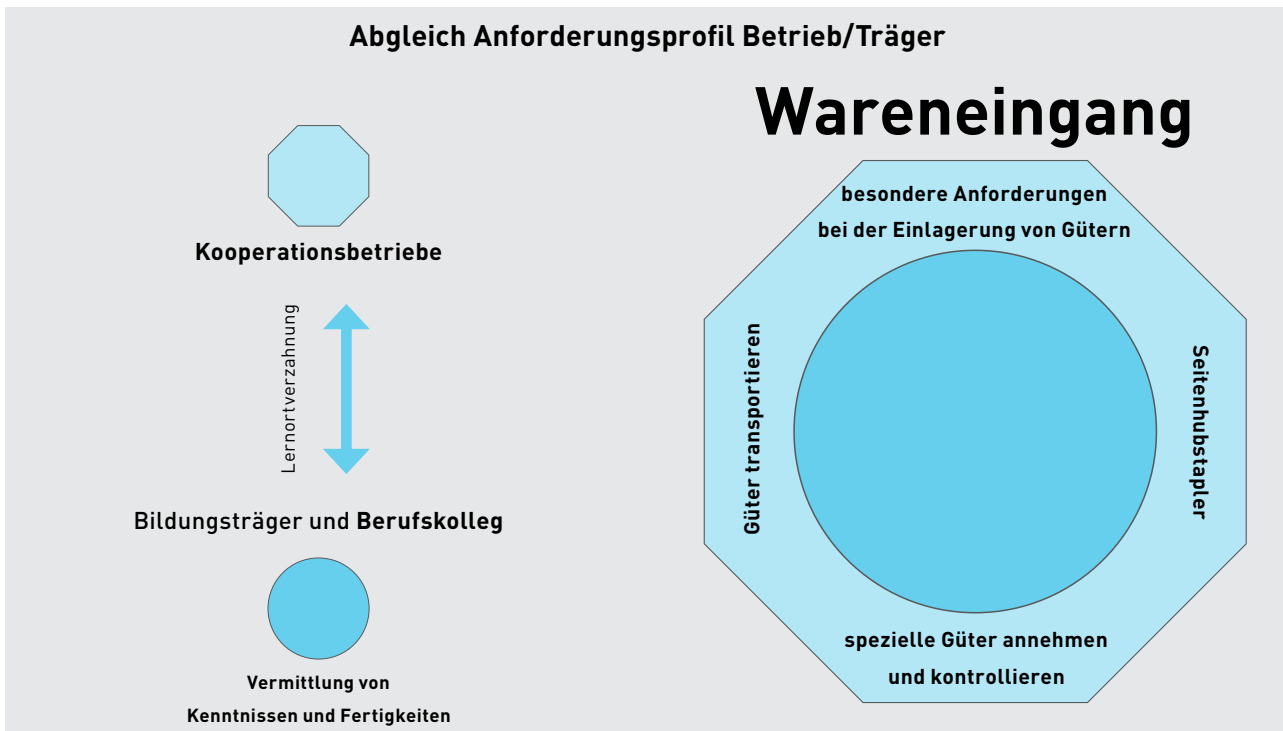 Abgleich Anforderungsprofil Betrieb/Träger
Kooperationsbetriebe
Lernortverzahnung
Bildungsträger und Berufskolleg
Vermittlung von
Kenntnissen und Fertigkeiten
Wareneingang
besondere Anforderungen
bei der Einlagerung von Gütern
Güter transportieren
Seitenhubstapler
spezielle Güter annehmen
und kontrollieren